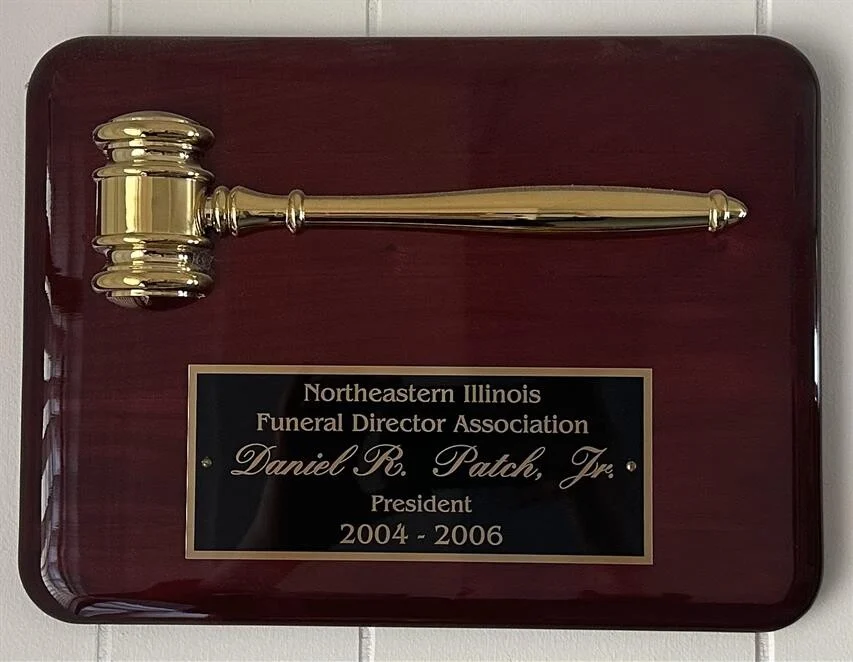 Northeastern Illinois
Funeral Director Association
Daniel R. Patch, Jr.
President
2004 - 2006